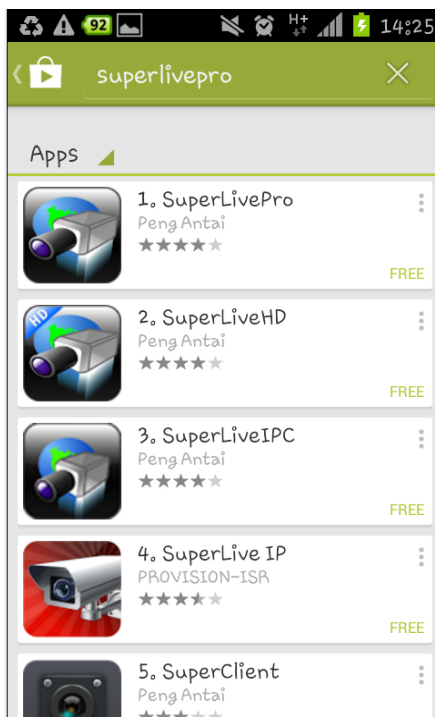 92
H+
14:25
superlivepro
Apps
1. SuperLivePro
Peng Antai
FREE
HD
2. SuperLiveHD
Peng Antai
FREE
3. SuperLiveIPC
Peng Antai
FREE
4. SuperLive IP
PROVISION-ISR
FREE
5. SuperClient
Peng Antai